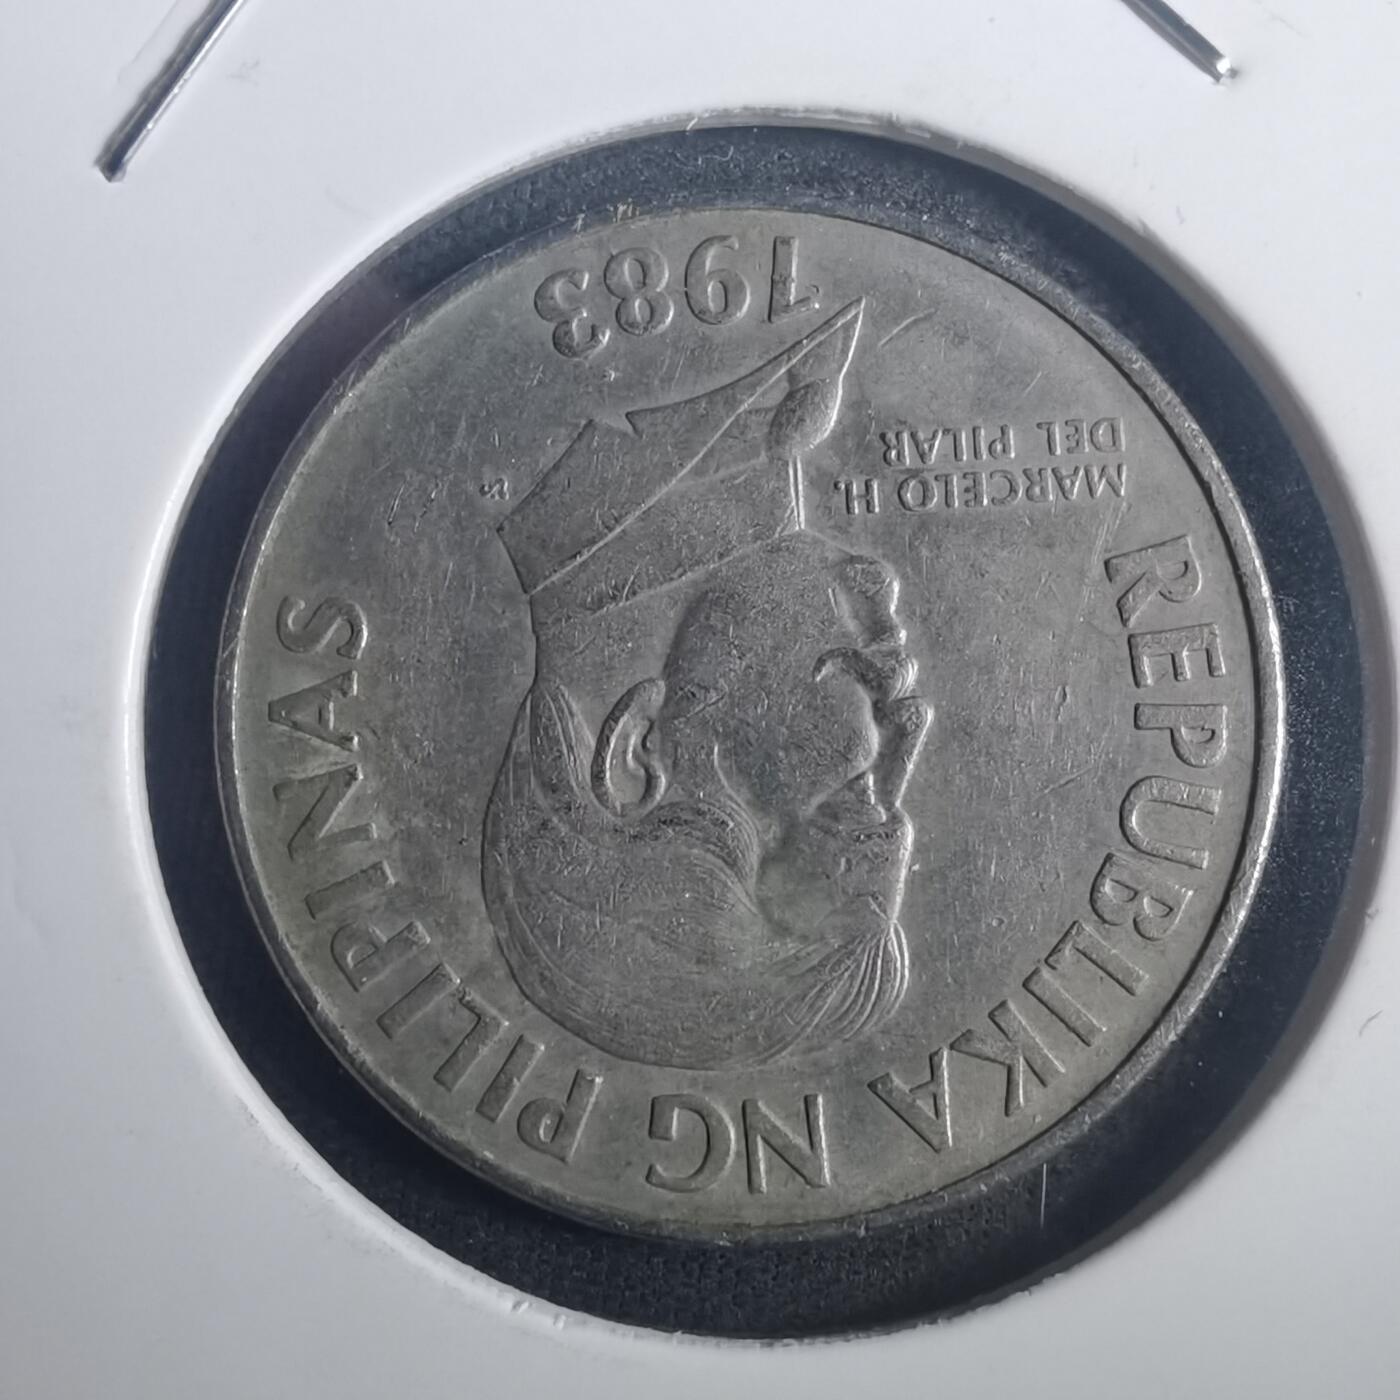 REPUBLIKA NG PILIPINAS
MARCELO H.
DEL PILAR
1983